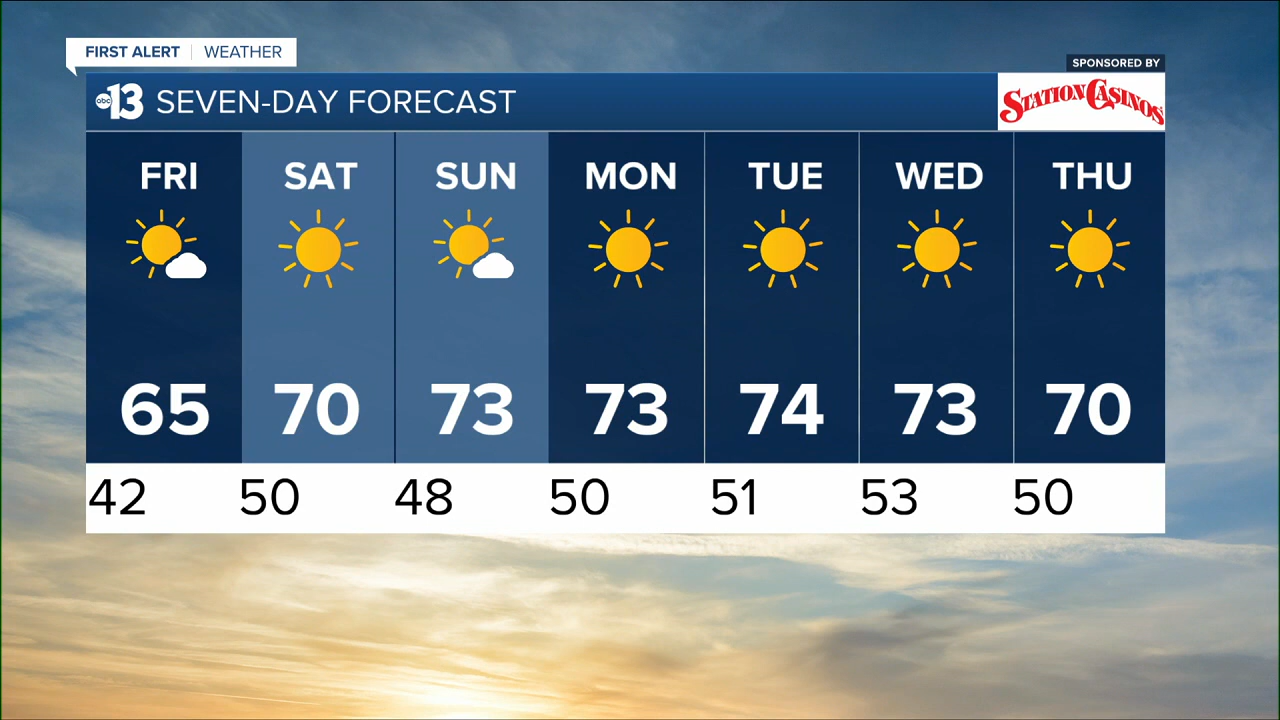 FIRST ALERT | WEATHER
SPONSORED BY
abc 13 SEVEN-DAY FORECAST
STATION CASINOS
FRI SAT SUN MON TUE WED THU
65 70 73 73 74 73 70
42 50 48 50 51 53 50